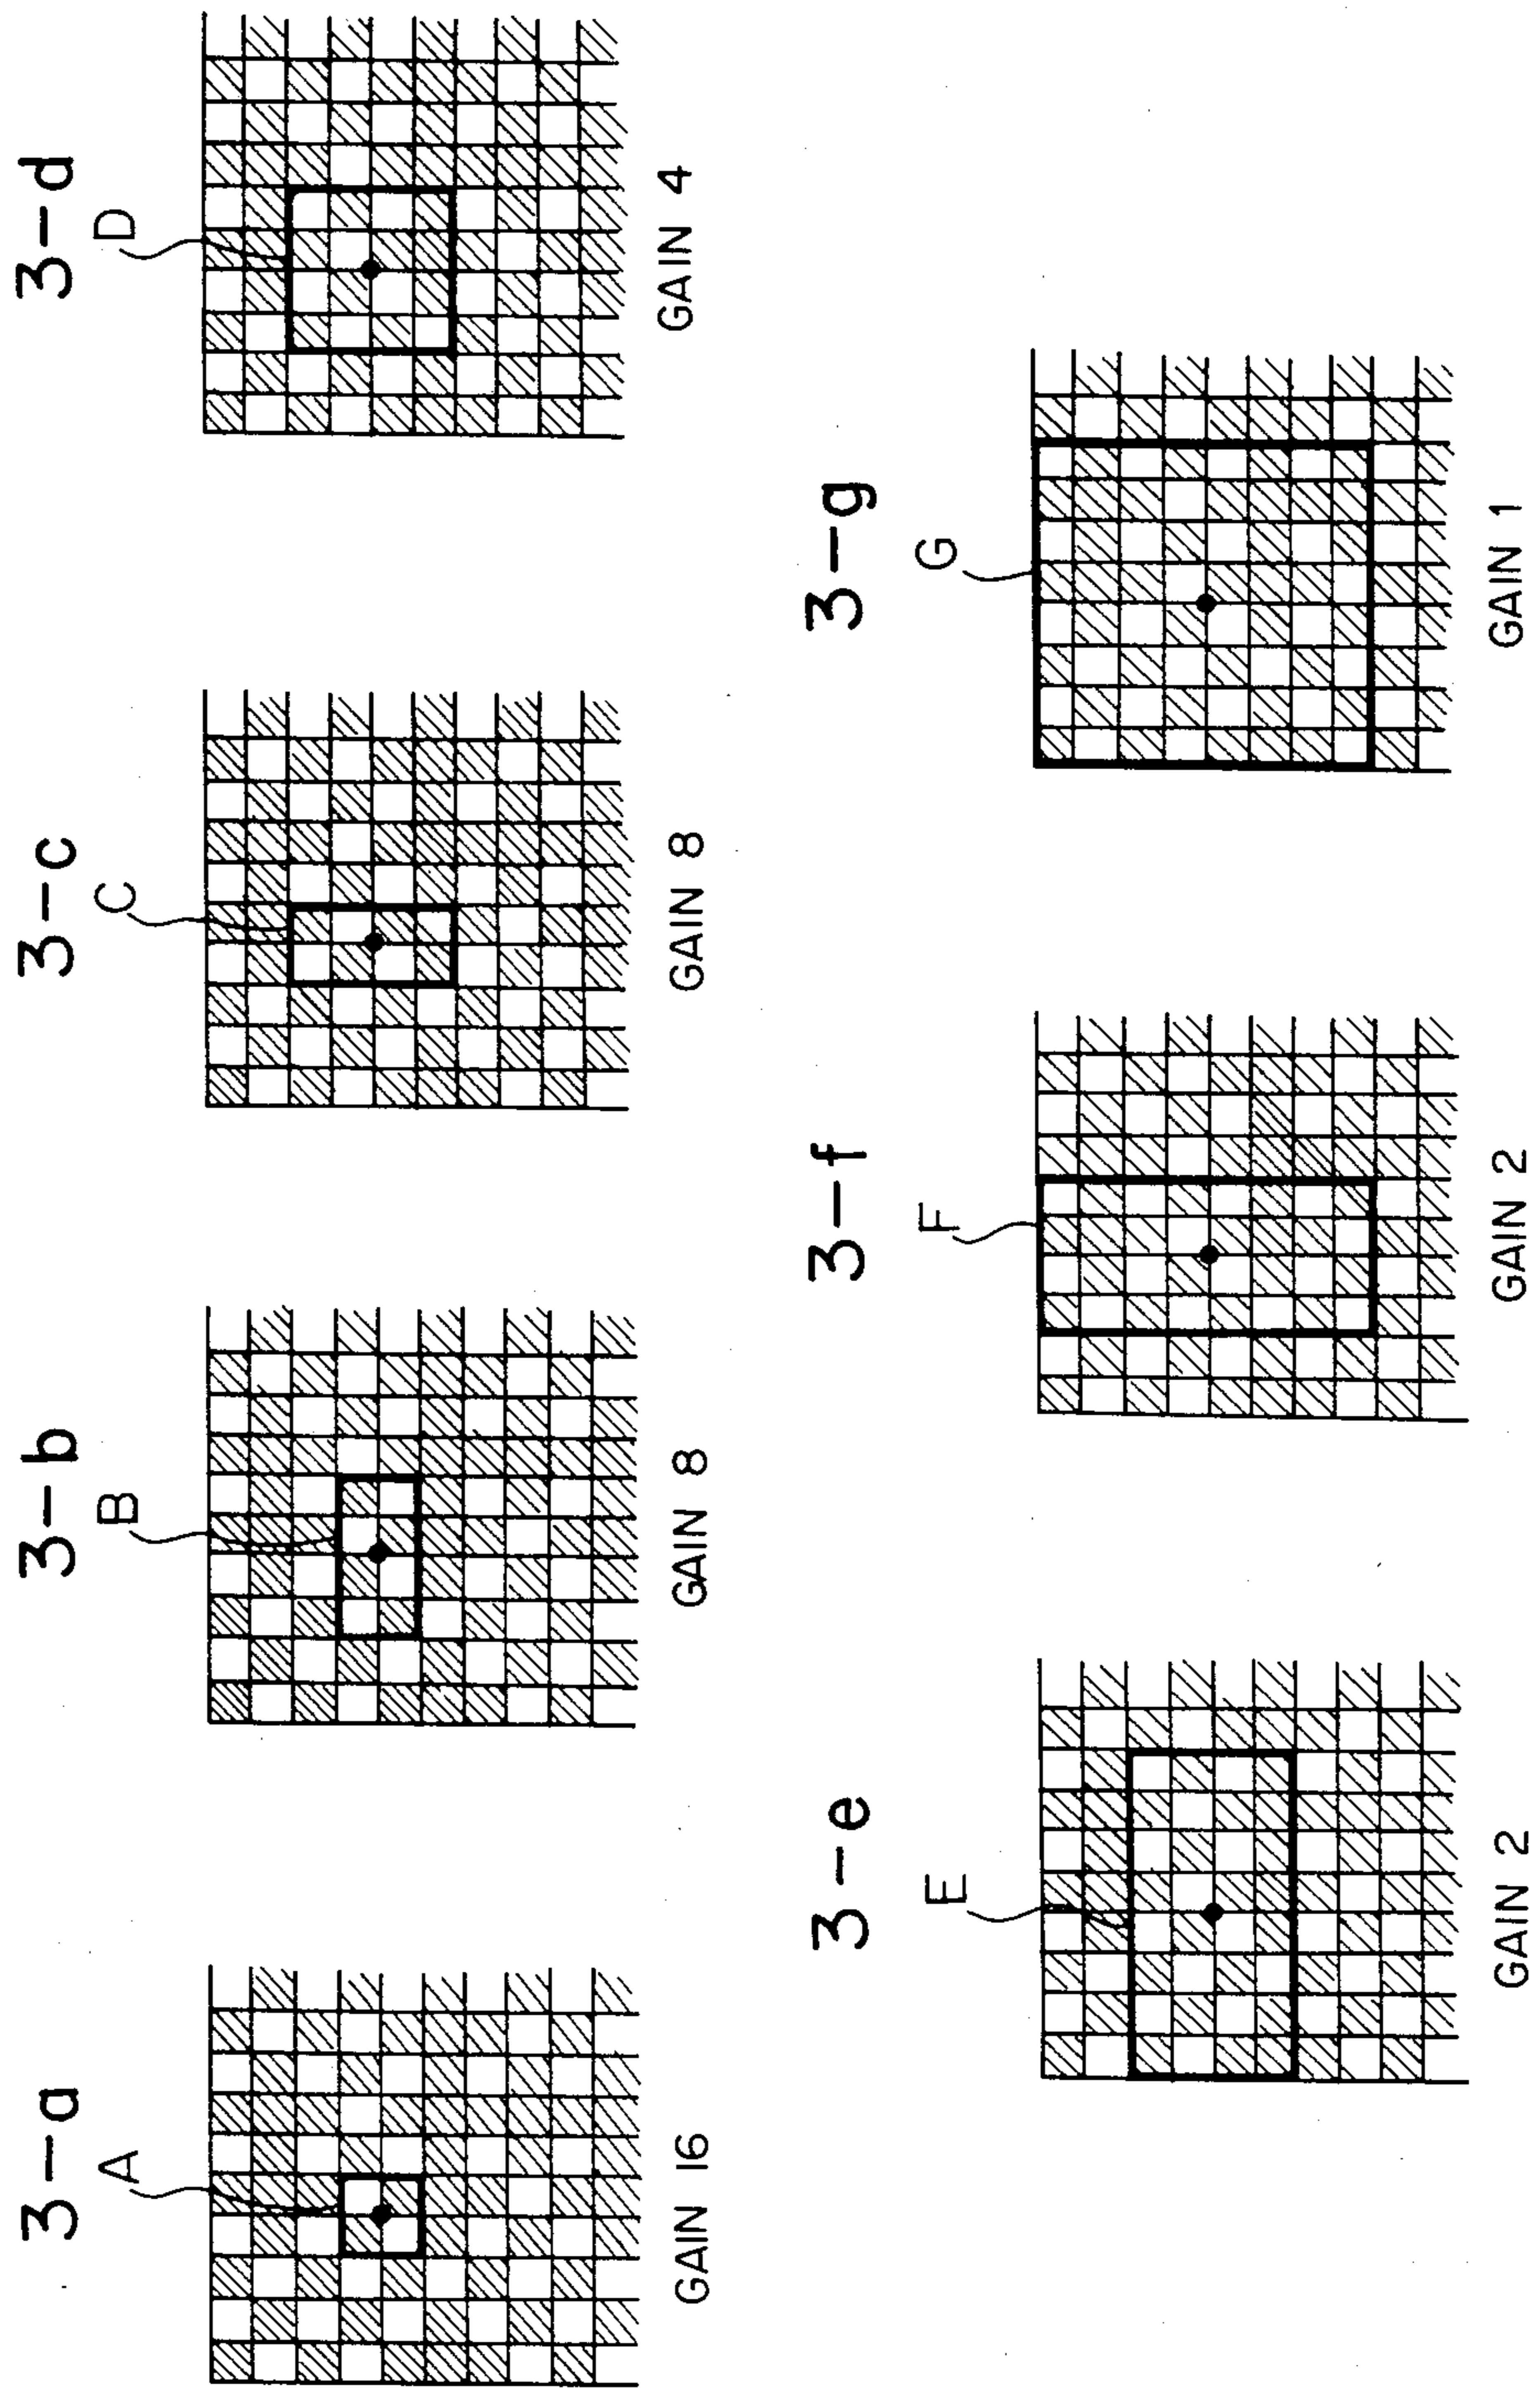 3-a
A
GAIN 16
3-b
B
GAIN 8
3-c
C
GAIN 8
3-d
D
GAIN 4
3-e
E
GAIN 2
3-f
F
GAIN 2
3-g
G
GAIN 1